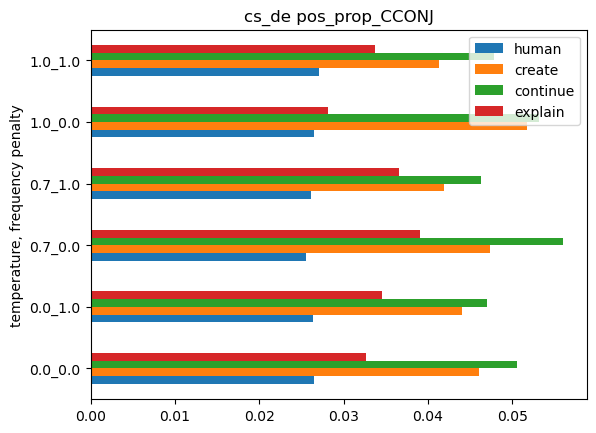 cs_de pos_prop_CCONJ
human
create
continue
explain
temperature, frequency penalty
1.0_1.0
1.0_0.0
0.7_1.0
0.7_0.0
0.0_1.0
0.0_0.0
0.00 0.01 0.02 0.03 0.04 0.05